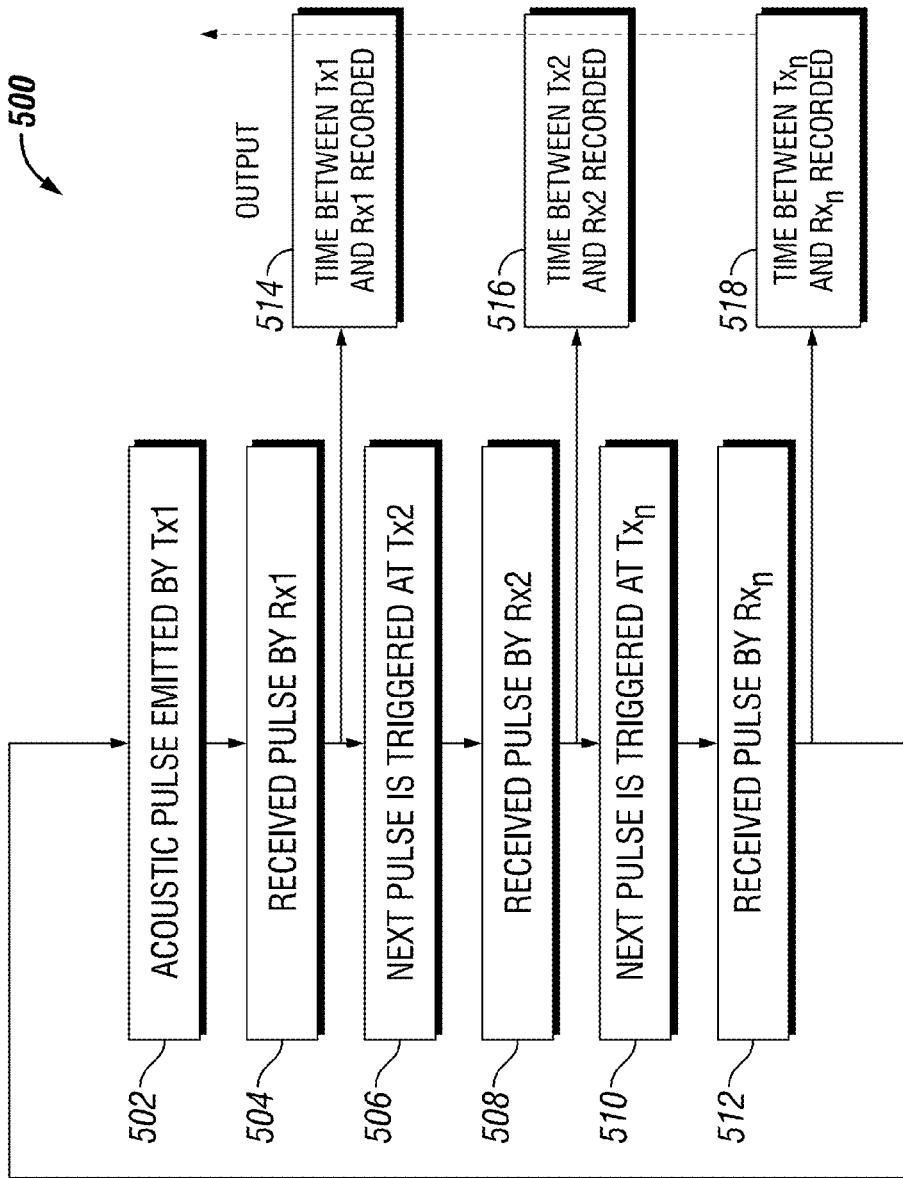 500
502
ACOUSTIC PULSE EMITTED BY Tx1
504
RECEIVED PULSE BY Rx1
506
NEXT PULSE IS TRIGGERED AT Tx2
508
RECEIVED PULSE BY Rx2
510
NEXT PULSE IS TRIGGERED AT Txn
512
RECEIVED PULSE BY Rxn
OUTPUT
514
TIME BETWEEN Tx1
AND Rx1 RECORDED
516
TIME BETWEEN Tx2
AND Rx2 RECORDED
518
TIME BETWEEN Txn
AND Rxn RECORDED